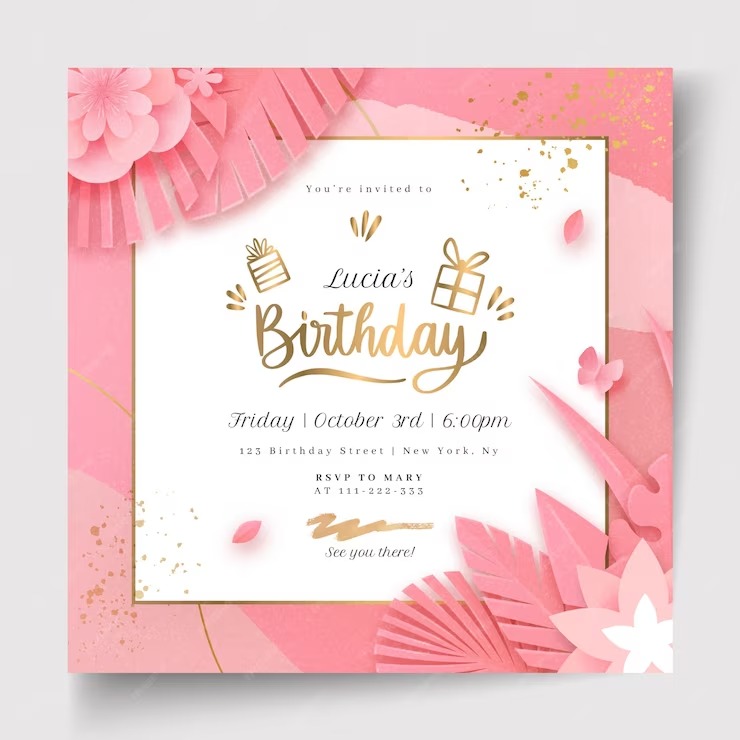 You're invited to
Lucia's
Birthday
Friday | October 3rd | 6:00pm
123 Birthday Street | New York, Ny
RSVP TO MARY
AT 111-222-333
See you there!